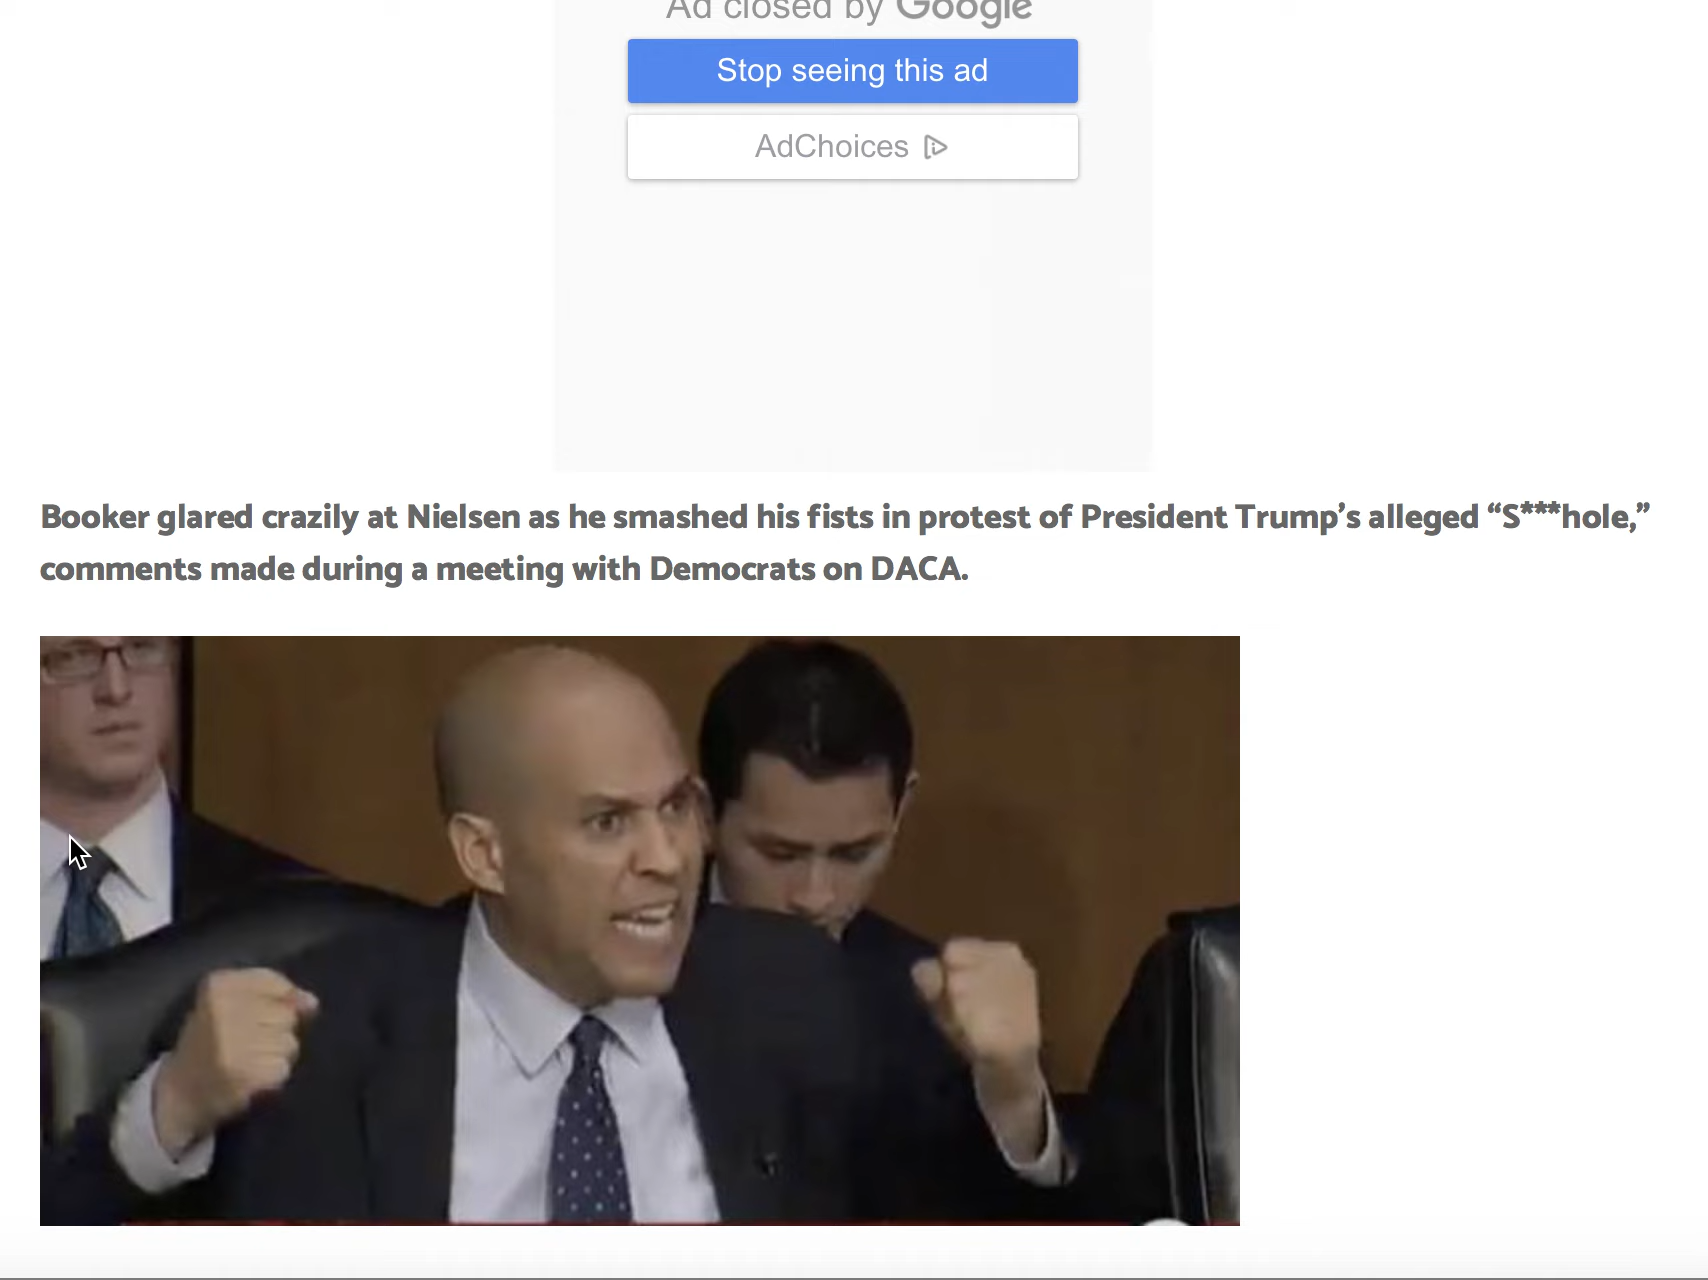 Ad closed by Google
Stop seeing this ad
AdChoices
Booker glared crazily at Nielsen as he smashed his fists in protest of President Trump’s alleged “S***hole,”
comments made during a meeting with Democrats on DACA.